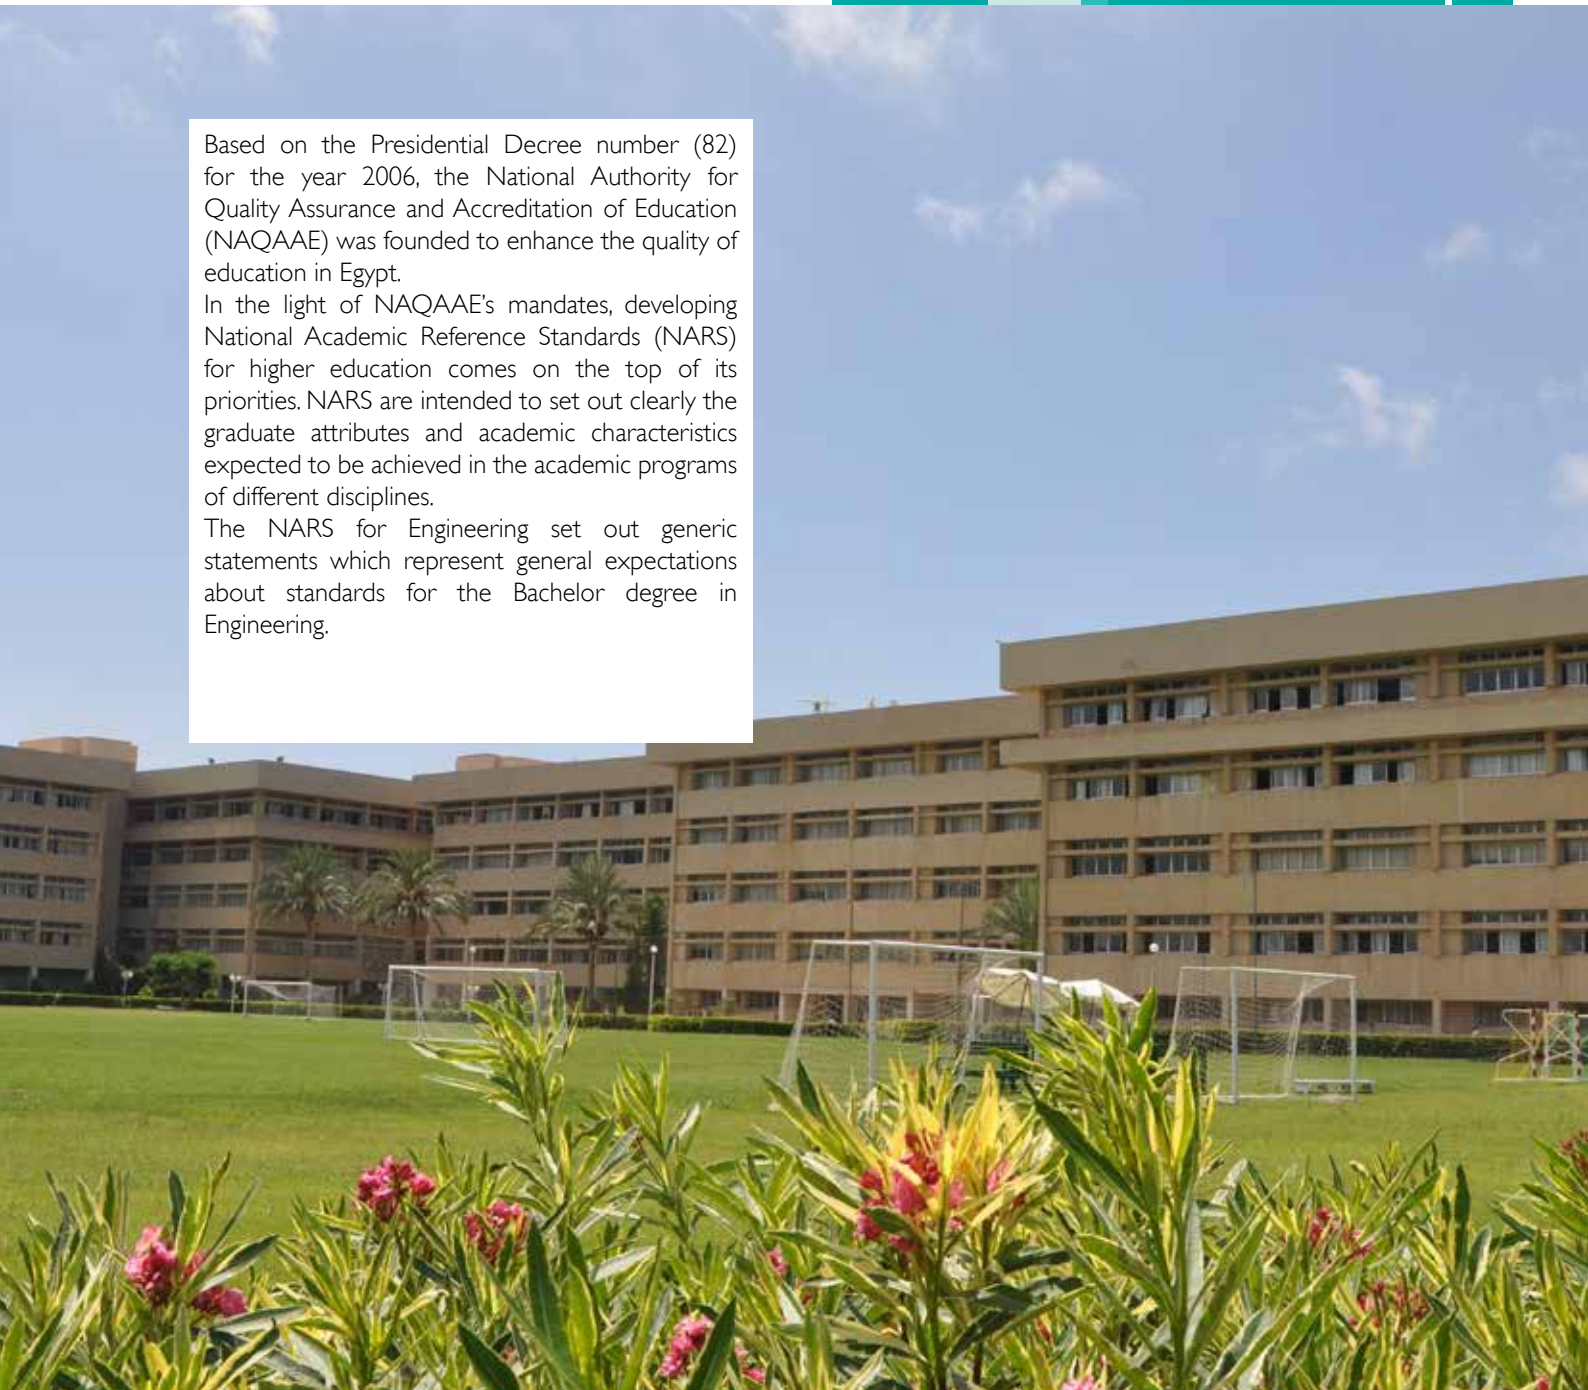 Based on the Presidential Decree number (82)
for the year 2006, the National Authority for
Quality Assurance and Accreditation of Education
(NAQAAE) was founded to enhance the quality of
education in Egypt.
In the light of NAQAAE’s mandates, developing
National Academic Reference Standards (NARS)
for higher education comes on the top of its
priorities. NARS are intended to set out clearly the
graduate attributes and academic characteristics
expected to be achieved in the academic programs
of different disciplines.
The NARS for Engineering set out generic
statements which represent general expectations
about standards for the Bachelor degree in
Engineering.